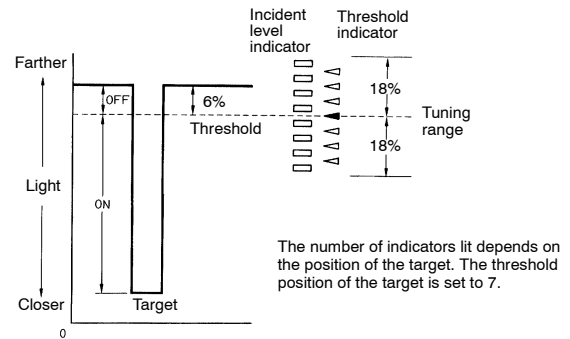 Incident
level
indicator
Threshold
indicator
Farther
OFF
6%
18%
Threshold
Tuning
range
18%
Light
ON
The number of indicators lit depends on
the position of the target. The threshold
position of the target is set to 7.
Closer
Target
0